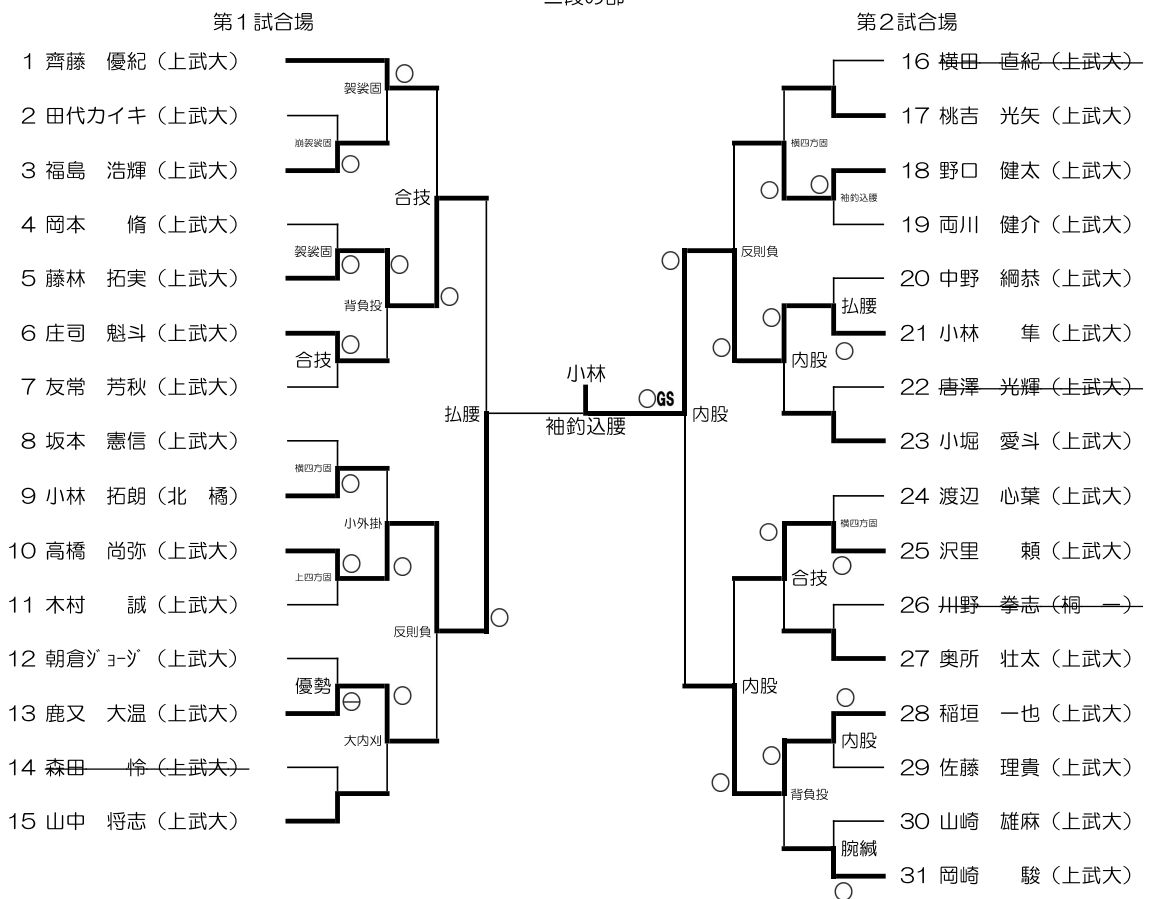 第1試合場
1 齊藤 優紀（上武大）
2 田代カイキ（上武大）
3 福島 浩輝（上武大）
4 岡本 脩（上武大）
5 藤林 拓実（上武大）
6 庄司 魁斗（上武大）
7 友常 芳秋（上武大）
8 坂本 憲信（上武大）
9 小林 拓朗（北 橘）
10 高橋 尚弥（上武大）
11 木村 誠（上武大）
12 朝倉ｼﾞｮｰｼﾞ（上武大）
13 鹿又 大温（上武大）
14 森田 怜（上武大）
15 山中 将志（上武大）
袈裟固
崩袈裟固
合技
袈裟固
背負投
合技
払腰
横四方固
小外掛
上四方固
反則負
優勢
大内刈
小林
GS
袖釣込腰
第2試合場
16 横田 直紀（上武大）
17 桃吉 光矢（上武大）
18 野口 健太（上武大）
19 両川 健介（上武大）
20 中野 綱恭（上武大）
21 小林 隼（上武大）
22 唐澤 光輝（上武大）
23 小堀 愛斗（上武大）
24 渡辺 心葉（上武大）
25 沢里 頼（上武大）
26 川野 拳志（桐 一）
27 奥所 壮太（上武大）
28 稲垣 一也（上武大）
29 佐藤 理貴（上武大）
30 山崎 雄麻（上武大）
31 岡崎 駿（上武大）
横四方固
袖釣込腰
反則負
払腰
内股
内股
横四方固
合技
内股
内股
背負投
腕緘